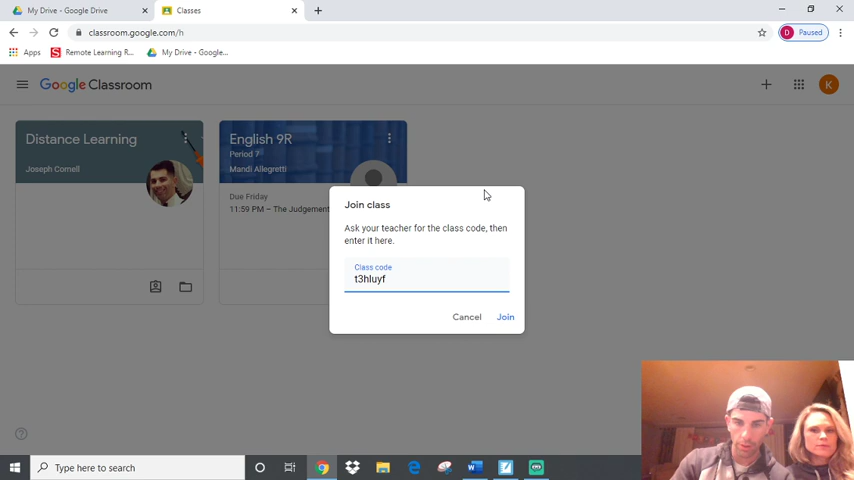 My Drive - Google Drive
Classes
classroom.google.com/h
D
Paused
Apps
Remote Learning R...
My Drive - Google...
Google Classroom
K
Distance Learning
Joseph Cornell
English 9R
Period 7
Mandi Allegretti
Due Friday
11:59 PM – The Judgement
Join class
Ask your teacher for the class code, then
enter it here.
Class code
t3hluyf
Cancel
Join
Type here to search